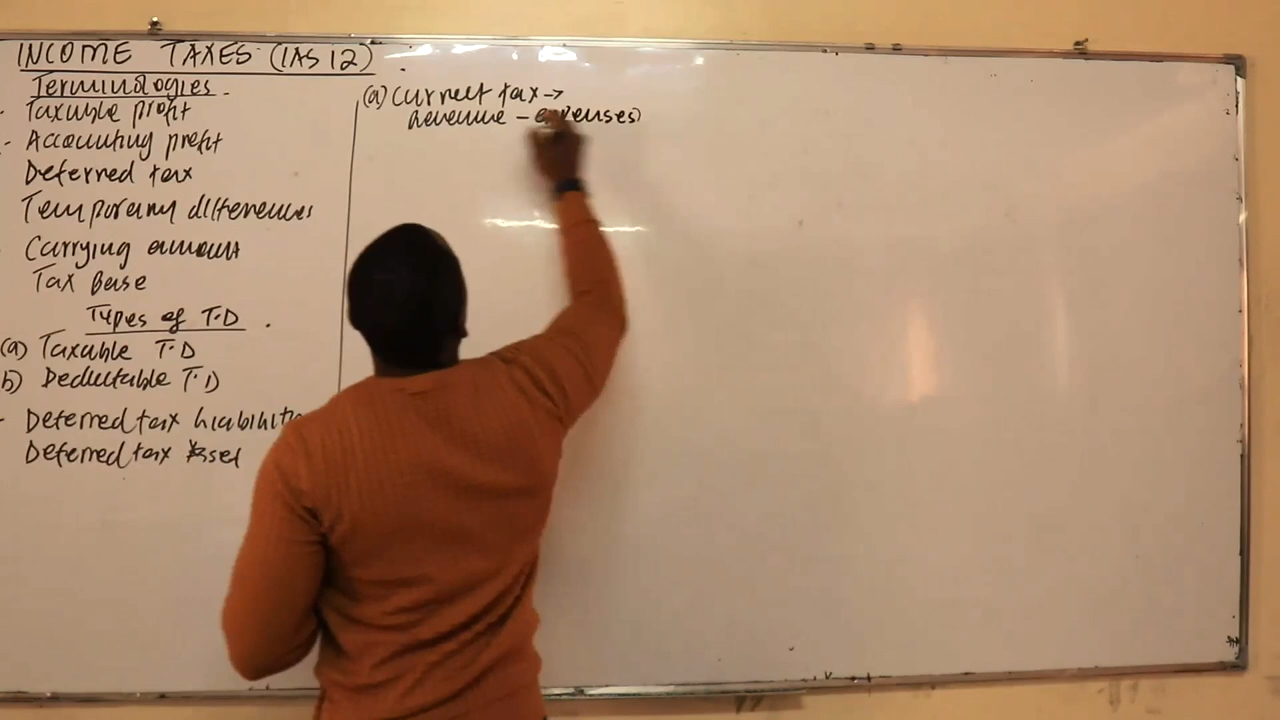 INCOME TAXES (IAS 12)
Terminologies.
- Taxable profit
- Accounting profit
Deferred tax
Temporary differences
- Carrying amount
Tax Base
Types of T.D.
(a) Taxable T.D
b) Deductable T.D
- Deferred tax Liabilit
Deferred tax Asset
(a) Current tax →
Revenue - expenses)